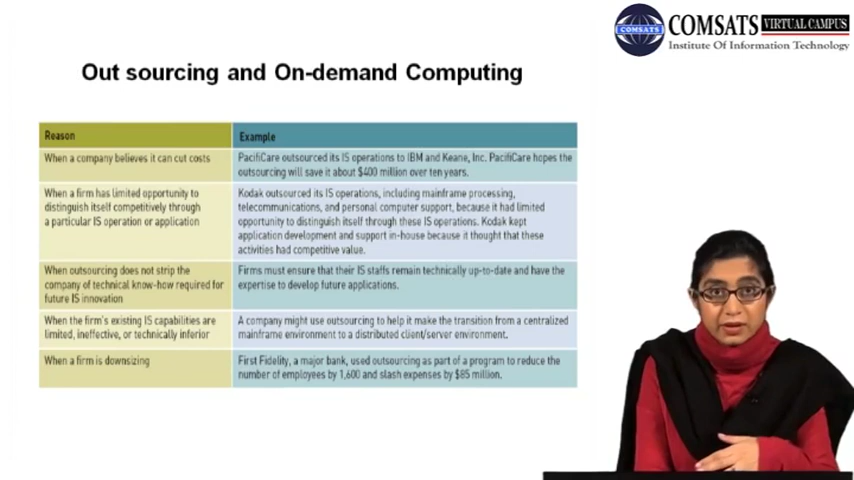 COMSATS VIRTUAL CAMPUS
COMSATS
Institute Of Information Technology
Out sourcing and On-demand Computing
Reason
Example
When a company believes it can cut costs
PacifiCare outsourced its IS operations to IBM and Keane, Inc. PacifiCare hopes the
outsourcing will save it about $400 million over ten years.
When a firm has limited opportunity to
distinguish itself competitively through
a particular IS operation or application
Kodak outsourced its IS operations, including mainframe processing,
telecommunications, and personal computer support, because it had limited
opportunity to distinguish itself through these IS operations. Kodak kept
application development and support in-house because it thought that these
activities had competitive value.
When outsourcing does not strip the
company of technical know-how required for
future IS innovation
Firms must ensure that their IS staffs remain technically up-to-date and have the
expertise to develop future applications.
When the firm's existing IS capabilities are
limited, ineffective, or technically inferior
A company might use outsourcing to help it make the transition from a centralized
mainframe environment to a distributed client/server environment.
When a firm is downsizing
First Fidelity, a major bank, used outsourcing as part of a program to reduce the
number of employees by 1,600 and slash expenses by $85 million.